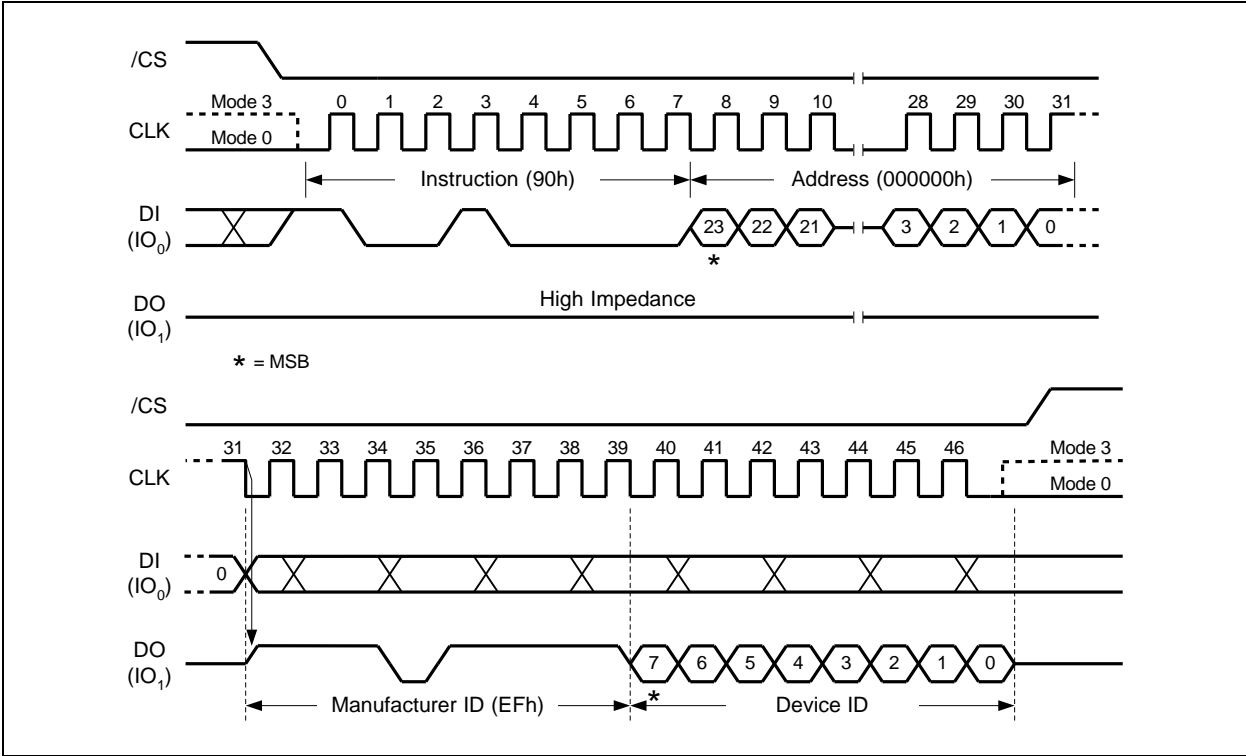 /CS
Mode 3 0 1 2 3 4 5 6 7 8 9 10 28 29 30 31
CLK
Mode 0
Instruction (90h) Address (000000h)
DI
(IO0)
23 22 21 3 2 1 0
*
High Impedance
DO
(IO1)
* = MSB
/CS
31 32 33 34 35 36 37 38 39 40 41 42 43 44 45 46 Mode 3
CLK
Mode 0
DI
(IO0)
0
DO
(IO1)
7 6 5 4 3 2 1 0
*
Manufacturer ID (EFh) Device ID